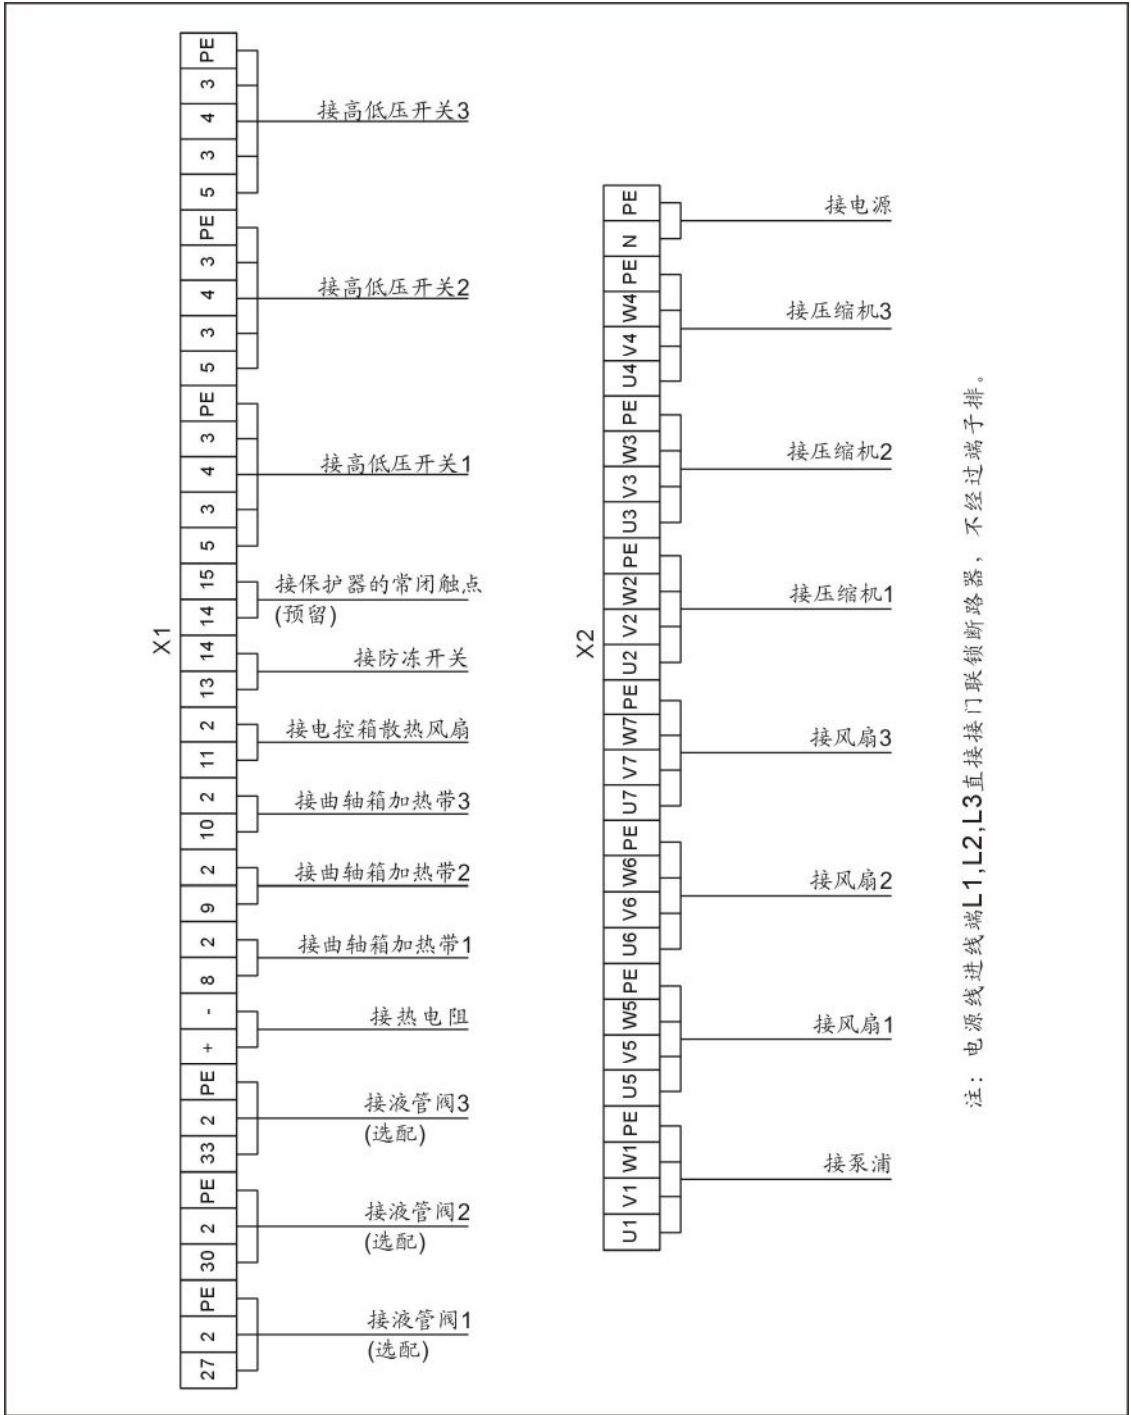 X1
PE
3
4
3
5
接高低压开关3
PE
3
4
3
5
接高低压开关2
PE
3
4
3
5
接高低压开关1
15
14
接保护器的常闭触点
(预留)
14
13
接防冻开关
2
11
接电控箱散热风扇
2
10
接曲轴箱加热带3
2
9
接曲轴箱加热带2
2
8
接曲轴箱加热带1
-
+
接热电阻
PE
2
33
接液管阀3
(选配)
PE
2
30
接液管阀2
(选配)
PE
2
27
接液管阀1
(选配)
X2
PE
N
接电源
PE
W4
V4
U4
接压缩机3
PE
W3
V3
U3
接压缩机2
PE
W2
V2
U2
接压缩机1
PE
W7
V7
U7
接风扇3
PE
W6
V6
U6
接风扇2
PE
W5
V5
U5
接风扇1
PE
W1
V1
U1
接泵浦
注：电源线进线端L1,L2,L3直接接门联锁断路器，不经过端子排。